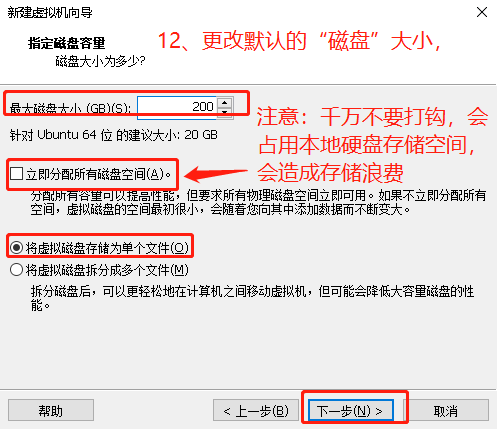 新建虚拟机向导
指定磁盘容量
磁盘大小为多少?
12、更改默认的“磁盘”大小，
最大磁盘大小 (GB)(S):
200
针对 Ubuntu 64 位 的建议大小: 20 GB
注意：千万不要打钩，会
占用本地硬盘存储空间，
会造成存储浪费
立即分配所有磁盘空间(A)。
分配所有容量可以提高性能，但要求所有物理磁盘空间立即可用。如果不立即分配所有
空间，虚拟磁盘的空间最初很小，会随着您向其中添加数据而不断变大。
将虚拟磁盘存储为单个文件(O)
将虚拟磁盘拆分成多个文件(M)
拆分磁盘后，可以更轻松地在计算机之间移动虚拟机，但可能会降低大容量磁盘的性
能。
帮助
< 上一步(B)
下一步(N) >
取消